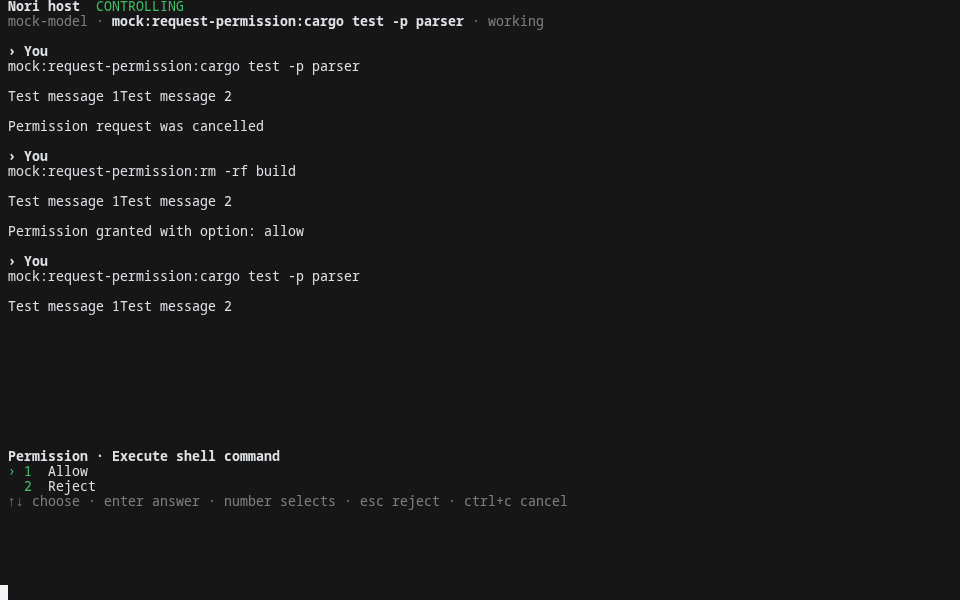 Nori host  CONTROLLING
mock-model · mock:request-permission:cargo test -p parser · working
› You
mock:request-permission:cargo test -p parser
Test message 1Test message 2
Permission request was cancelled
› You
mock:request-permission:rm -rf build
Test message 1Test message 2
Permission granted with option: allow
› You
mock:request-permission:cargo test -p parser
Test message 1Test message 2
Permission · Execute shell command
› 1  Allow
  2  Reject
↑↓ choose · enter answer · number selects · esc reject · ctrl+c cancel